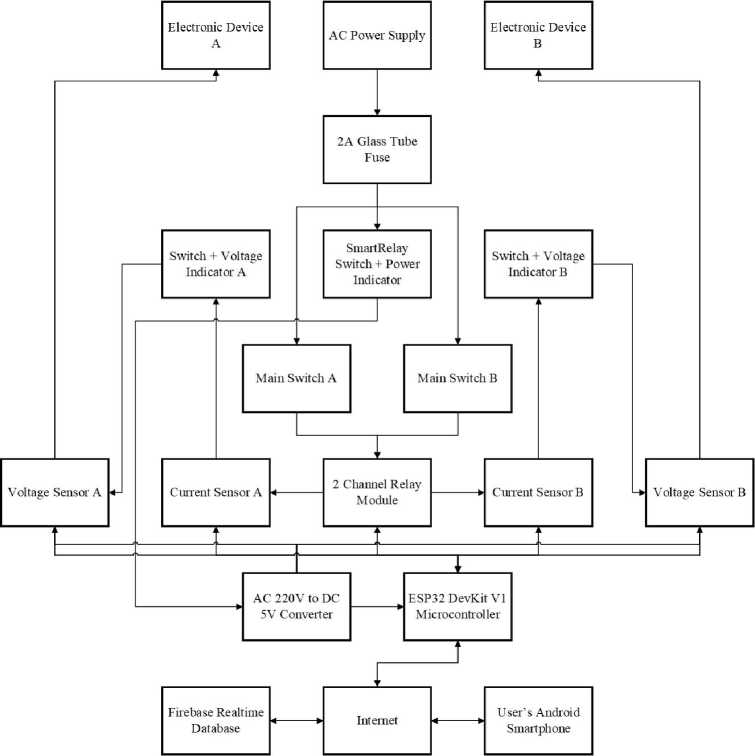 Electronic Device
A
AC Power Supply
Electronic Device
B
2A Glass Tube
Fuse
Switch + Voltage
Indicator A
SmartRelay
Switch + Power
Indicator
Switch + Voltage
Indicator B
Main Switch A
Main Switch B
Voltage Sensor A
Current Sensor A
2 Channel Relay
Module
Current Sensor B
Voltage Sensor B
AC 220V to DC
5V Converter
ESP32 DevKit V1
Microcontroller
Firebase Realtime
Database
Internet
User's Android
Smartphone